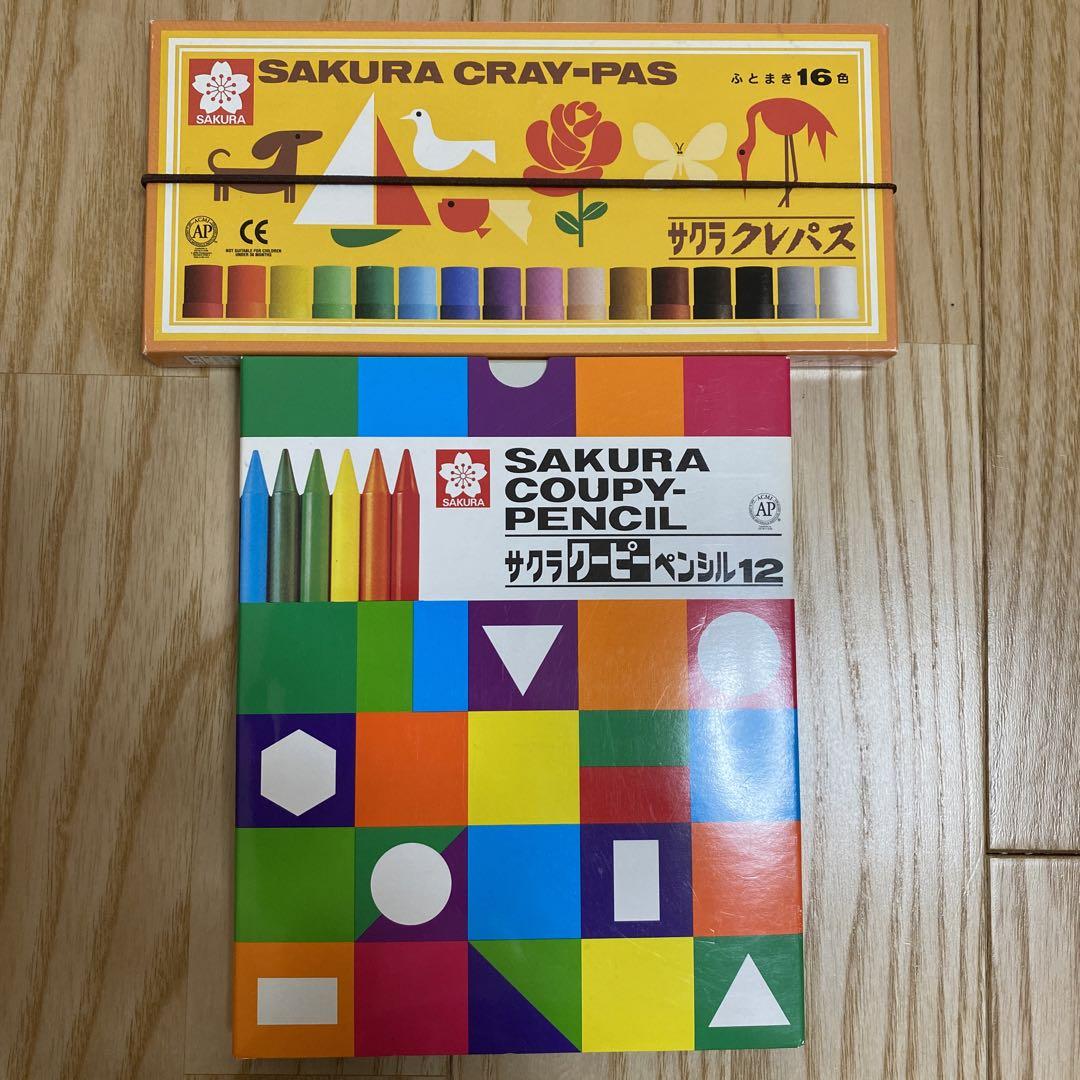 SAKURA CRAY-PAS
ふとまき16色
SAKURA
ACMI
AP
CE
NOT SUITABLE FOR CHILDREN
UNDER 36 MONTHS
サクラクレパス
SAKURA
COUPY-
PENCIL
SAKURA
ACMI
AP
サクラクーピーペンシル12